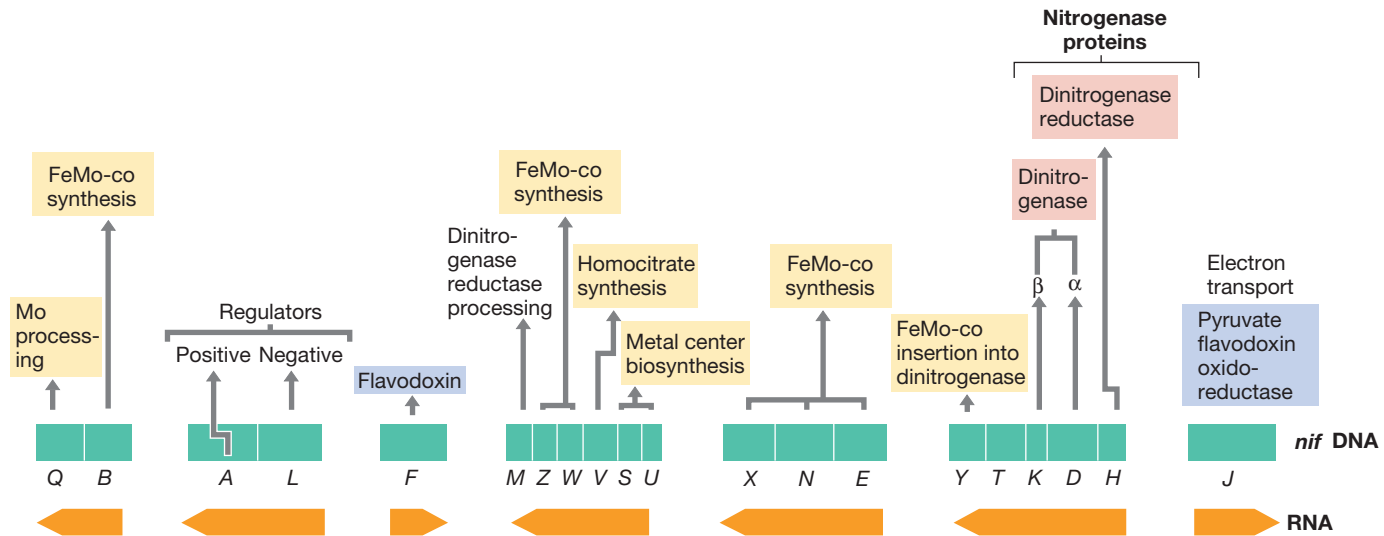 Nitrogenase
proteins
Dinitrogenase
reductase
FeMo-co
synthesis
FeMo-co
synthesis
Dinitro-
genase
Dinitro-
genase
reductase
processing
Homocitrate
synthesis
FeMo-co
synthesis
β
α
Electron
transport
Mo
process-
ing
Regulators
Positive
Negative
Flavodoxin
Metal center
biosynthesis
FeMo-co
insertion into
dinitrogenase
Pyruvate
flavodoxin
oxido-
reductase
nif DNA
Q B A L F M Z W V S U X N E Y T K D H J
RNA